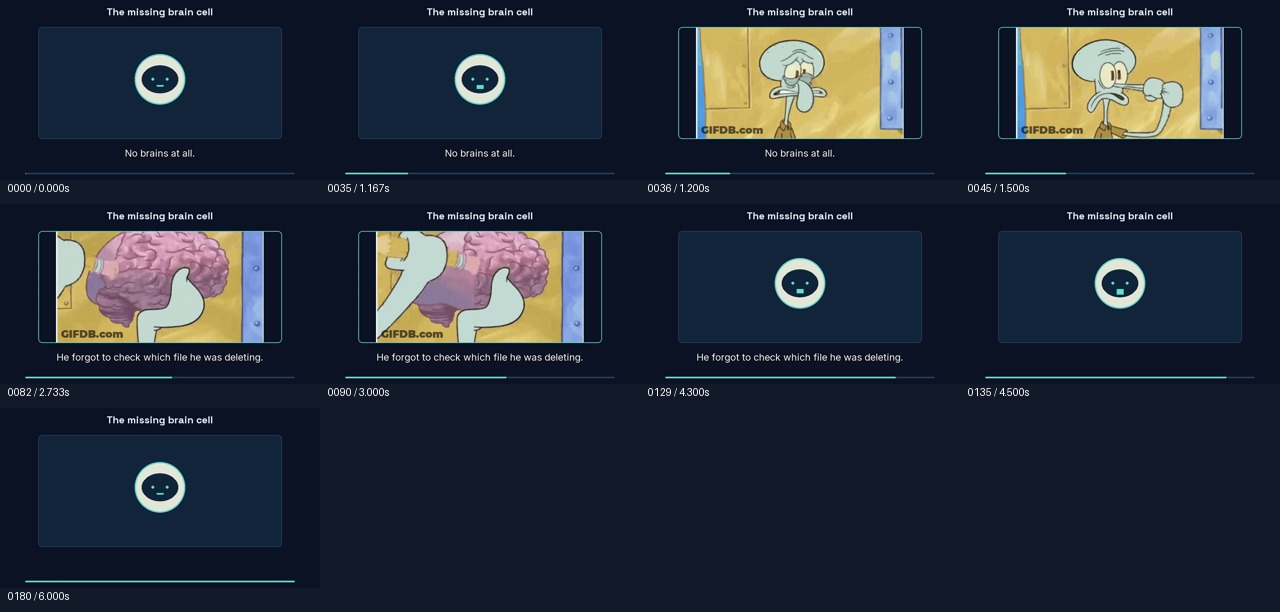 The missing brain cell
The missing brain cell
The missing brain cell
The missing brain cell
GIFDB.com
GIFDB.com
No brains at all.
No brains at all.
No brains at all.
0000 / 0.000s
0035 / 1.167s
0036 / 1.200s
0045 / 1.500s
The missing brain cell
The missing brain cell
The missing brain cell
The missing brain cell
GIFDB.com
GIFDB.com
He forgot to check which file he was deleting.
He forgot to check which file he was deleting.
He forgot to check which file he was deleting.
0082 / 2.733s
0090 / 3.000s
0129 / 4.300s
0135 / 4.500s
The missing brain cell
0180 / 6.000s